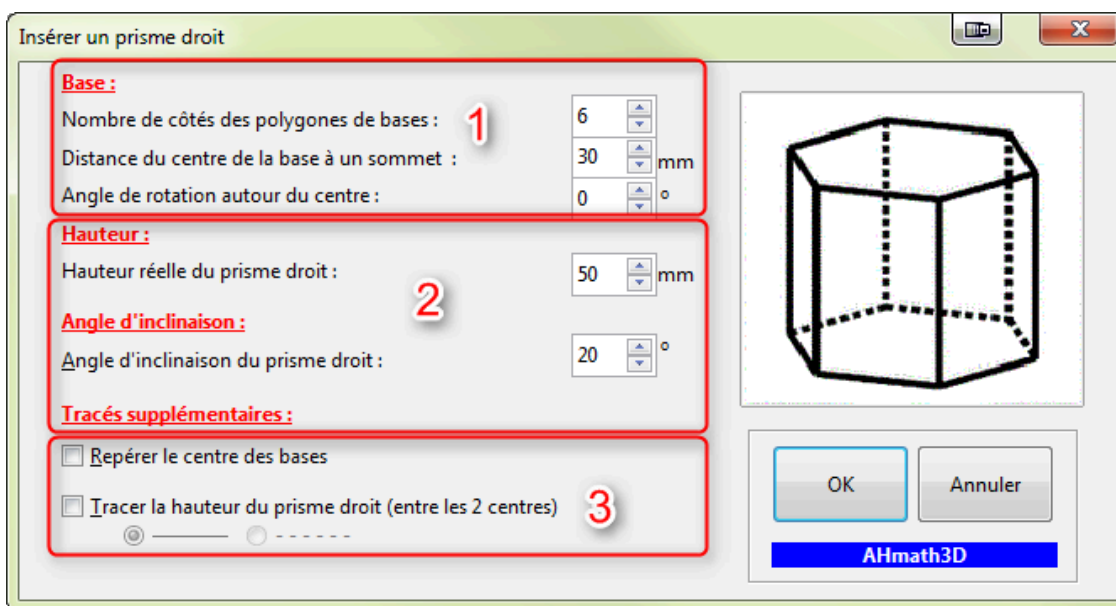 Insérer un prisme droit
Base :
Nombre de côtés des polygones de bases : 6
1
Distance du centre de la base à un sommet : 30 mm
Angle de rotation autour du centre : 0 °
Hauteur :
Hauteur réelle du prisme droit : 50 mm
2
Angle d'inclinaison :
Angle d'inclinaison du prisme droit : 20 °
Tracés supplémentaires :
Repérer le centre des bases
Tracer la hauteur du prisme droit (entre les 2 centres)
3
OK Annuler
AHmath3D